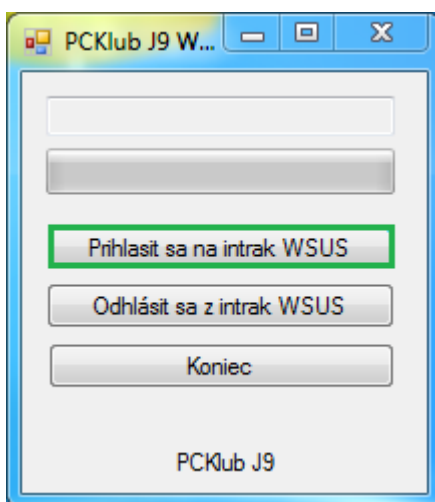 PCKlub J9 W...
Prihlasit sa na intrak WSUS
Odhlásit sa z intrak WSUS
Koniec
PCKlub J9